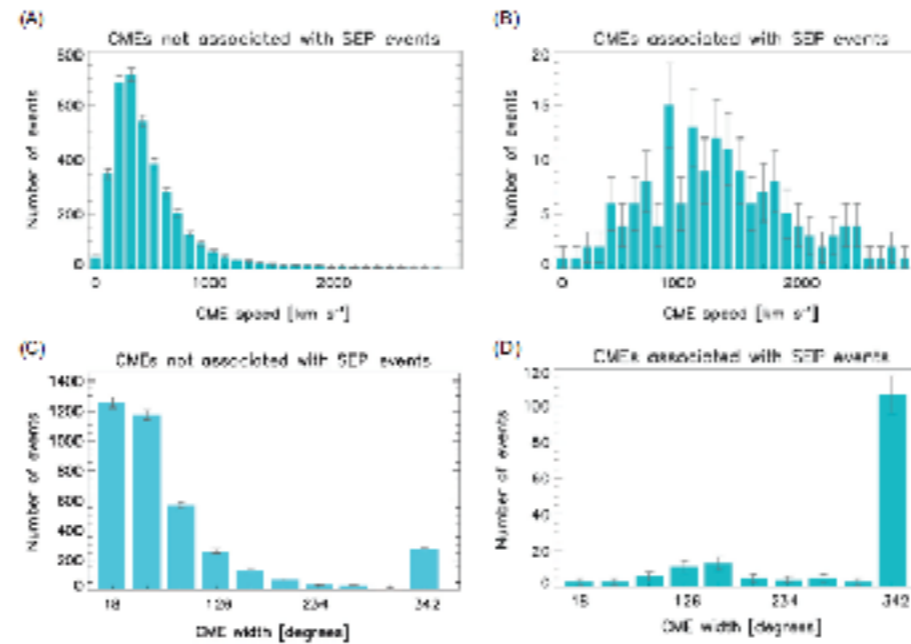 (A)
CMEs not associated with SEP events
800
600
400
200
0
Number of events
0 1000 2000
CME speed [km s⁻¹]
(B)
CMEs associated with SEP events
20
15
10
5
0
Number of events
0 1000 2000
CME speed [km s⁻¹]
(C)
CMEs not associated with SEP events
1400
1200
1000
800
600
400
200
0
Number of events
18 126 234 342
CME width [degrees]
(D)
CMEs associated with SEP events
120
100
80
60
40
20
0
Number of events
18 126 234 342
CME width [degrees]